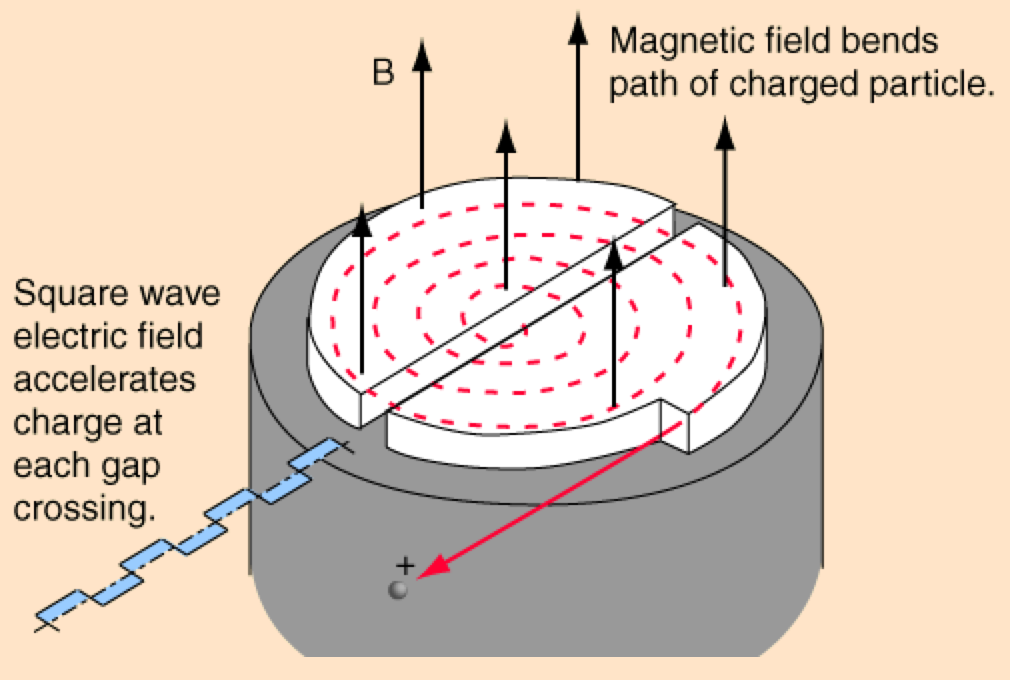 B
Magnetic field bends
path of charged particle.
Square wave
electric field
accelerates
charge at
each gap
crossing.
+